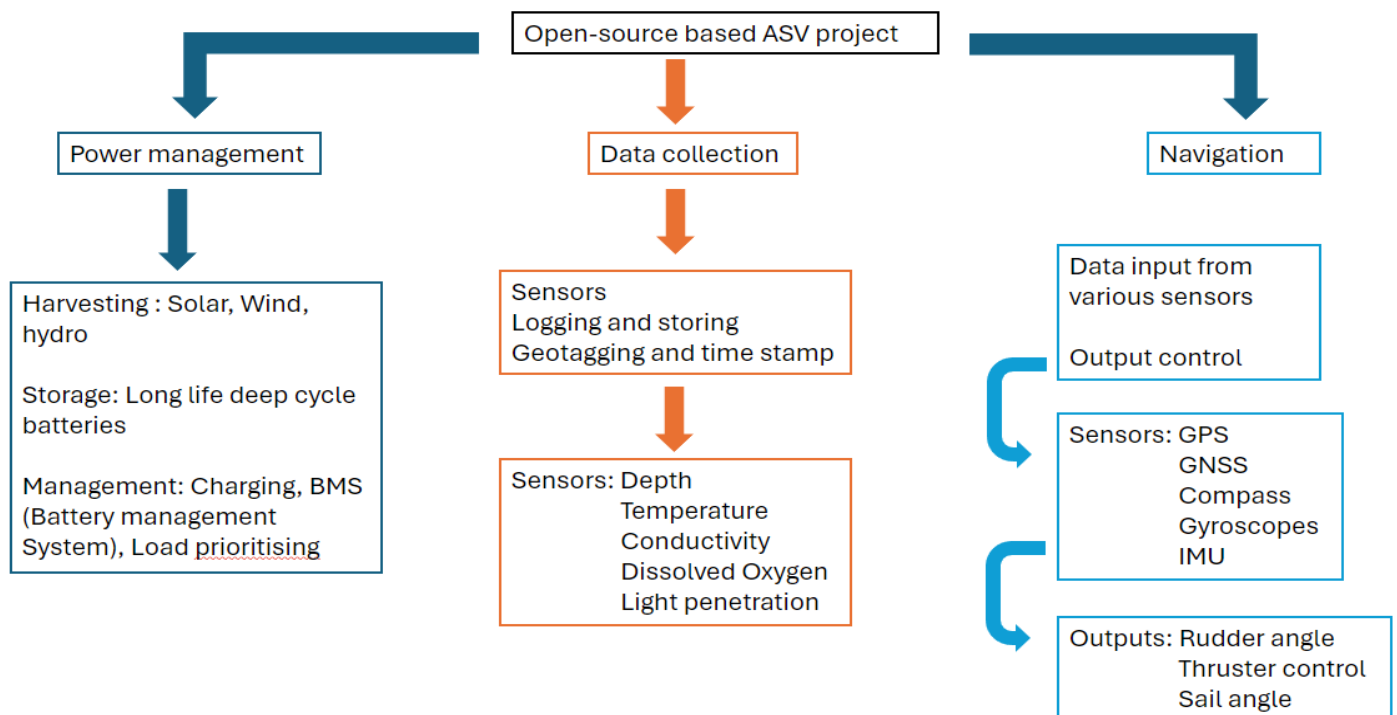 Open-source based ASV project
Power management
Data collection
Navigation
Harvesting : Solar, Wind,
hydro
Storage: Long life deep cycle
batteries
Management: Charging, BMS
(Battery management
System), Load prioritising
Sensors
Logging and storing
Geotagging and time stamp
Sensors: Depth
Temperature
Conductivity
Dissolved Oxygen
Light penetration
Data input from
various sensors
Output control
Sensors: GPS
GNSS
Compass
Gyroscopes
IMU
Outputs: Rudder angle
Thruster control
Sail angle